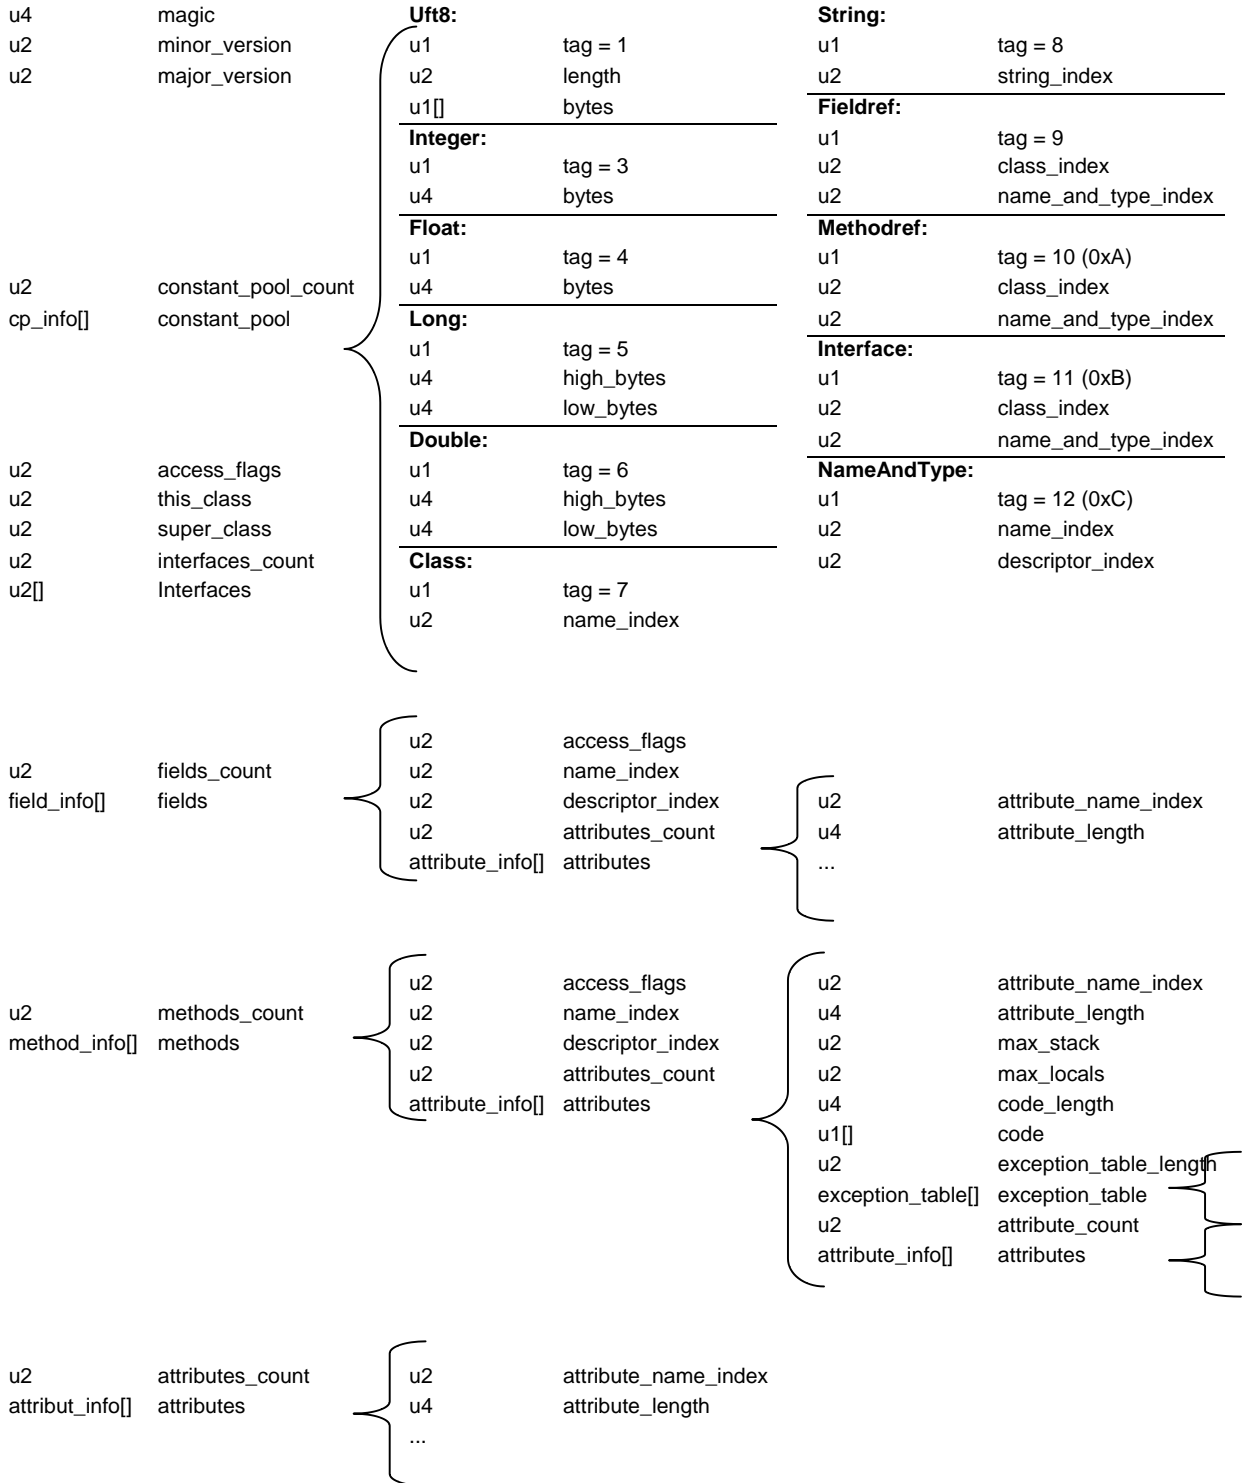 u4 magic
u2 minor_version
u2 major_version
u2 constant_pool_count
cp_info[] constant_pool
u2 access_flags
u2 this_class
u2 super_class
u2 interfaces_count
u2[] Interfaces
Uft8:
u1 tag = 1
u2 length
u1[] bytes
Integer:
u1 tag = 3
u4 bytes
Float:
u1 tag = 4
u4 bytes
Long:
u1 tag = 5
u4 high_bytes
u4 low_bytes
Double:
u1 tag = 6
u4 high_bytes
u4 low_bytes
Class:
u1 tag = 7
u2 name_index
String:
u1 tag = 8
u2 string_index
Fieldref:
u1 tag = 9
u2 class_index
u2 name_and_type_index
Methodref:
u1 tag = 10 (0xA)
u2 class_index
u2 name_and_type_index
Interface:
u1 tag = 11 (0xB)
u2 class_index
u2 name_and_type_index
NameAndType:
u1 tag = 12 (0xC)
u2 name_index
u2 descriptor_index
u2 fields_count
field_info[] fields
u2 access_flags
u2 name_index
u2 descriptor_index
u2 attributes_count
attribute_info[] attributes
u2 attribute_name_index
u4 attribute_length
...
u2 methods_count
method_info[] methods
u2 access_flags
u2 name_index
u2 descriptor_index
u2 attributes_count
attribute_info[] attributes
u2 attribute_name_index
u4 attribute_length
u2 max_stack
u2 max_locals
u4 code_length
u1[] code
u2 exception_table_length
exception_table[] exception_table
u2 attribute_count
attribute_info[] attributes
u2 attributes_count
attribut_info[] attributes
u2 attribute_name_index
u4 attribute_length
...